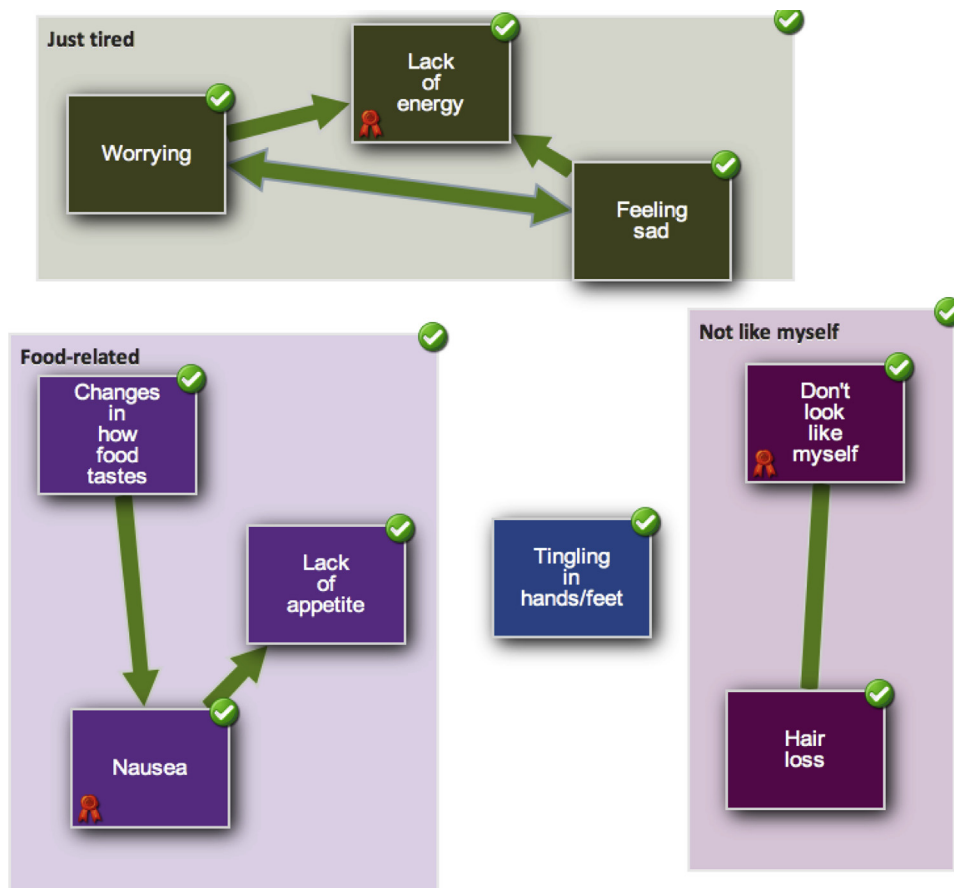 Just tired
Lack
of
energy
Worrying
Feeling
sad
Food-related
Changes
in
how
food
tastes
Lack
of
appetite
Nausea
Tingling
in
hands/feet
Not like myself
Don't
look
like
myself
Hair
loss